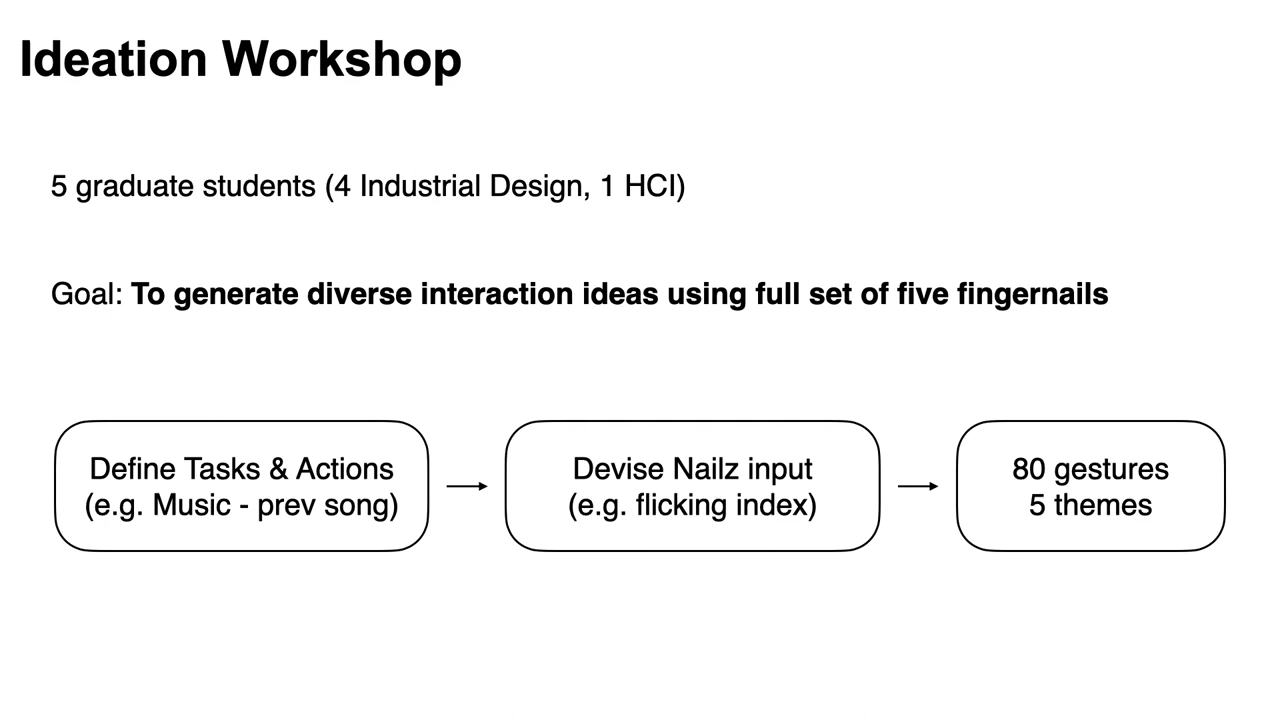 Ideation Workshop
5 graduate students (4 Industrial Design, 1 HCI)
Goal: To generate diverse interaction ideas using full set of five fingernails
Define Tasks & Actions
(e.g. Music - prev song)
Devise Nailz input
(e.g. flicking index)
80 gestures
5 themes